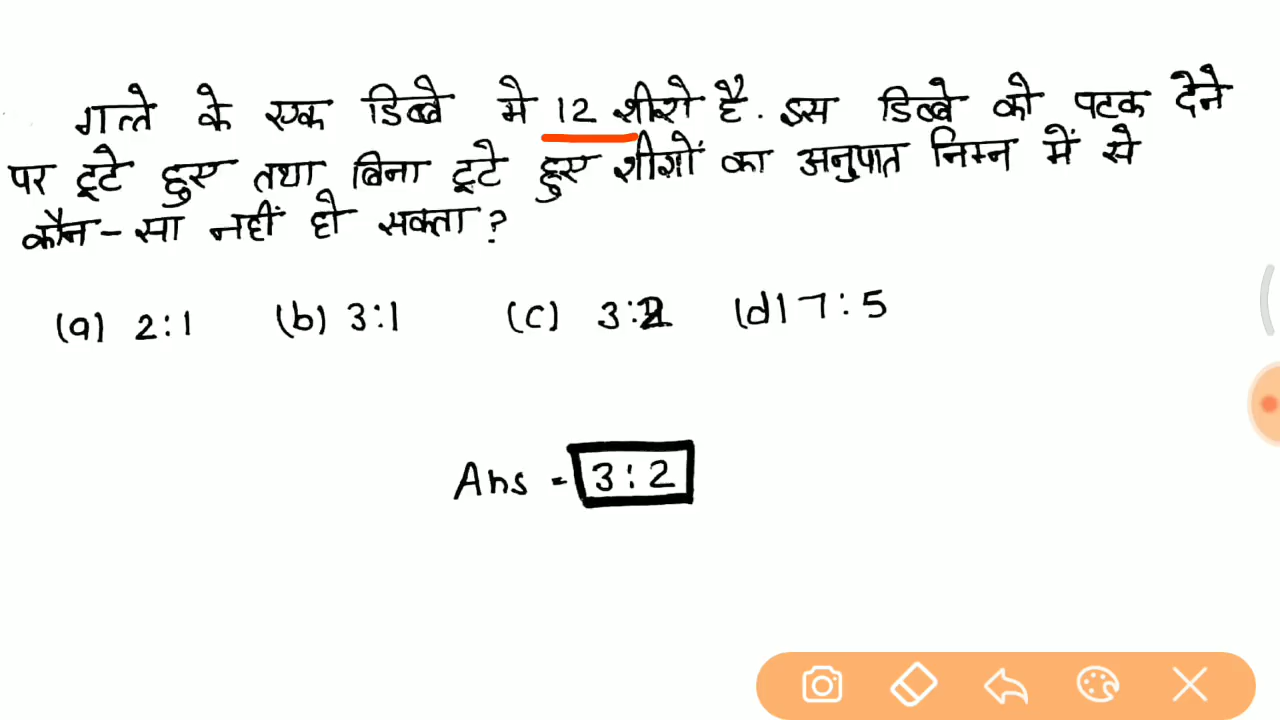 गत्ते के एक डिब्बे मे 12 शीशे है. इस डिब्बे को पटक देने
पर टूटे हुए तथा बिना टूटे हुए शीशों का अनुपात निम्न में से
कौन-सा नहीं हो सकता?
(a) 2:1 (b) 3:1 (c) 3:2 (d) 7:5
Ans = 3:2